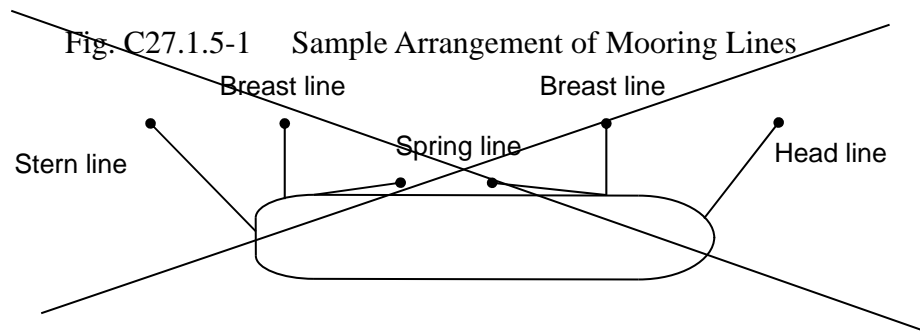 Fig. C27.1.5-1 Sample Arrangement of Mooring Lines
Breast line Breast line
Spring line
Stern line Head line